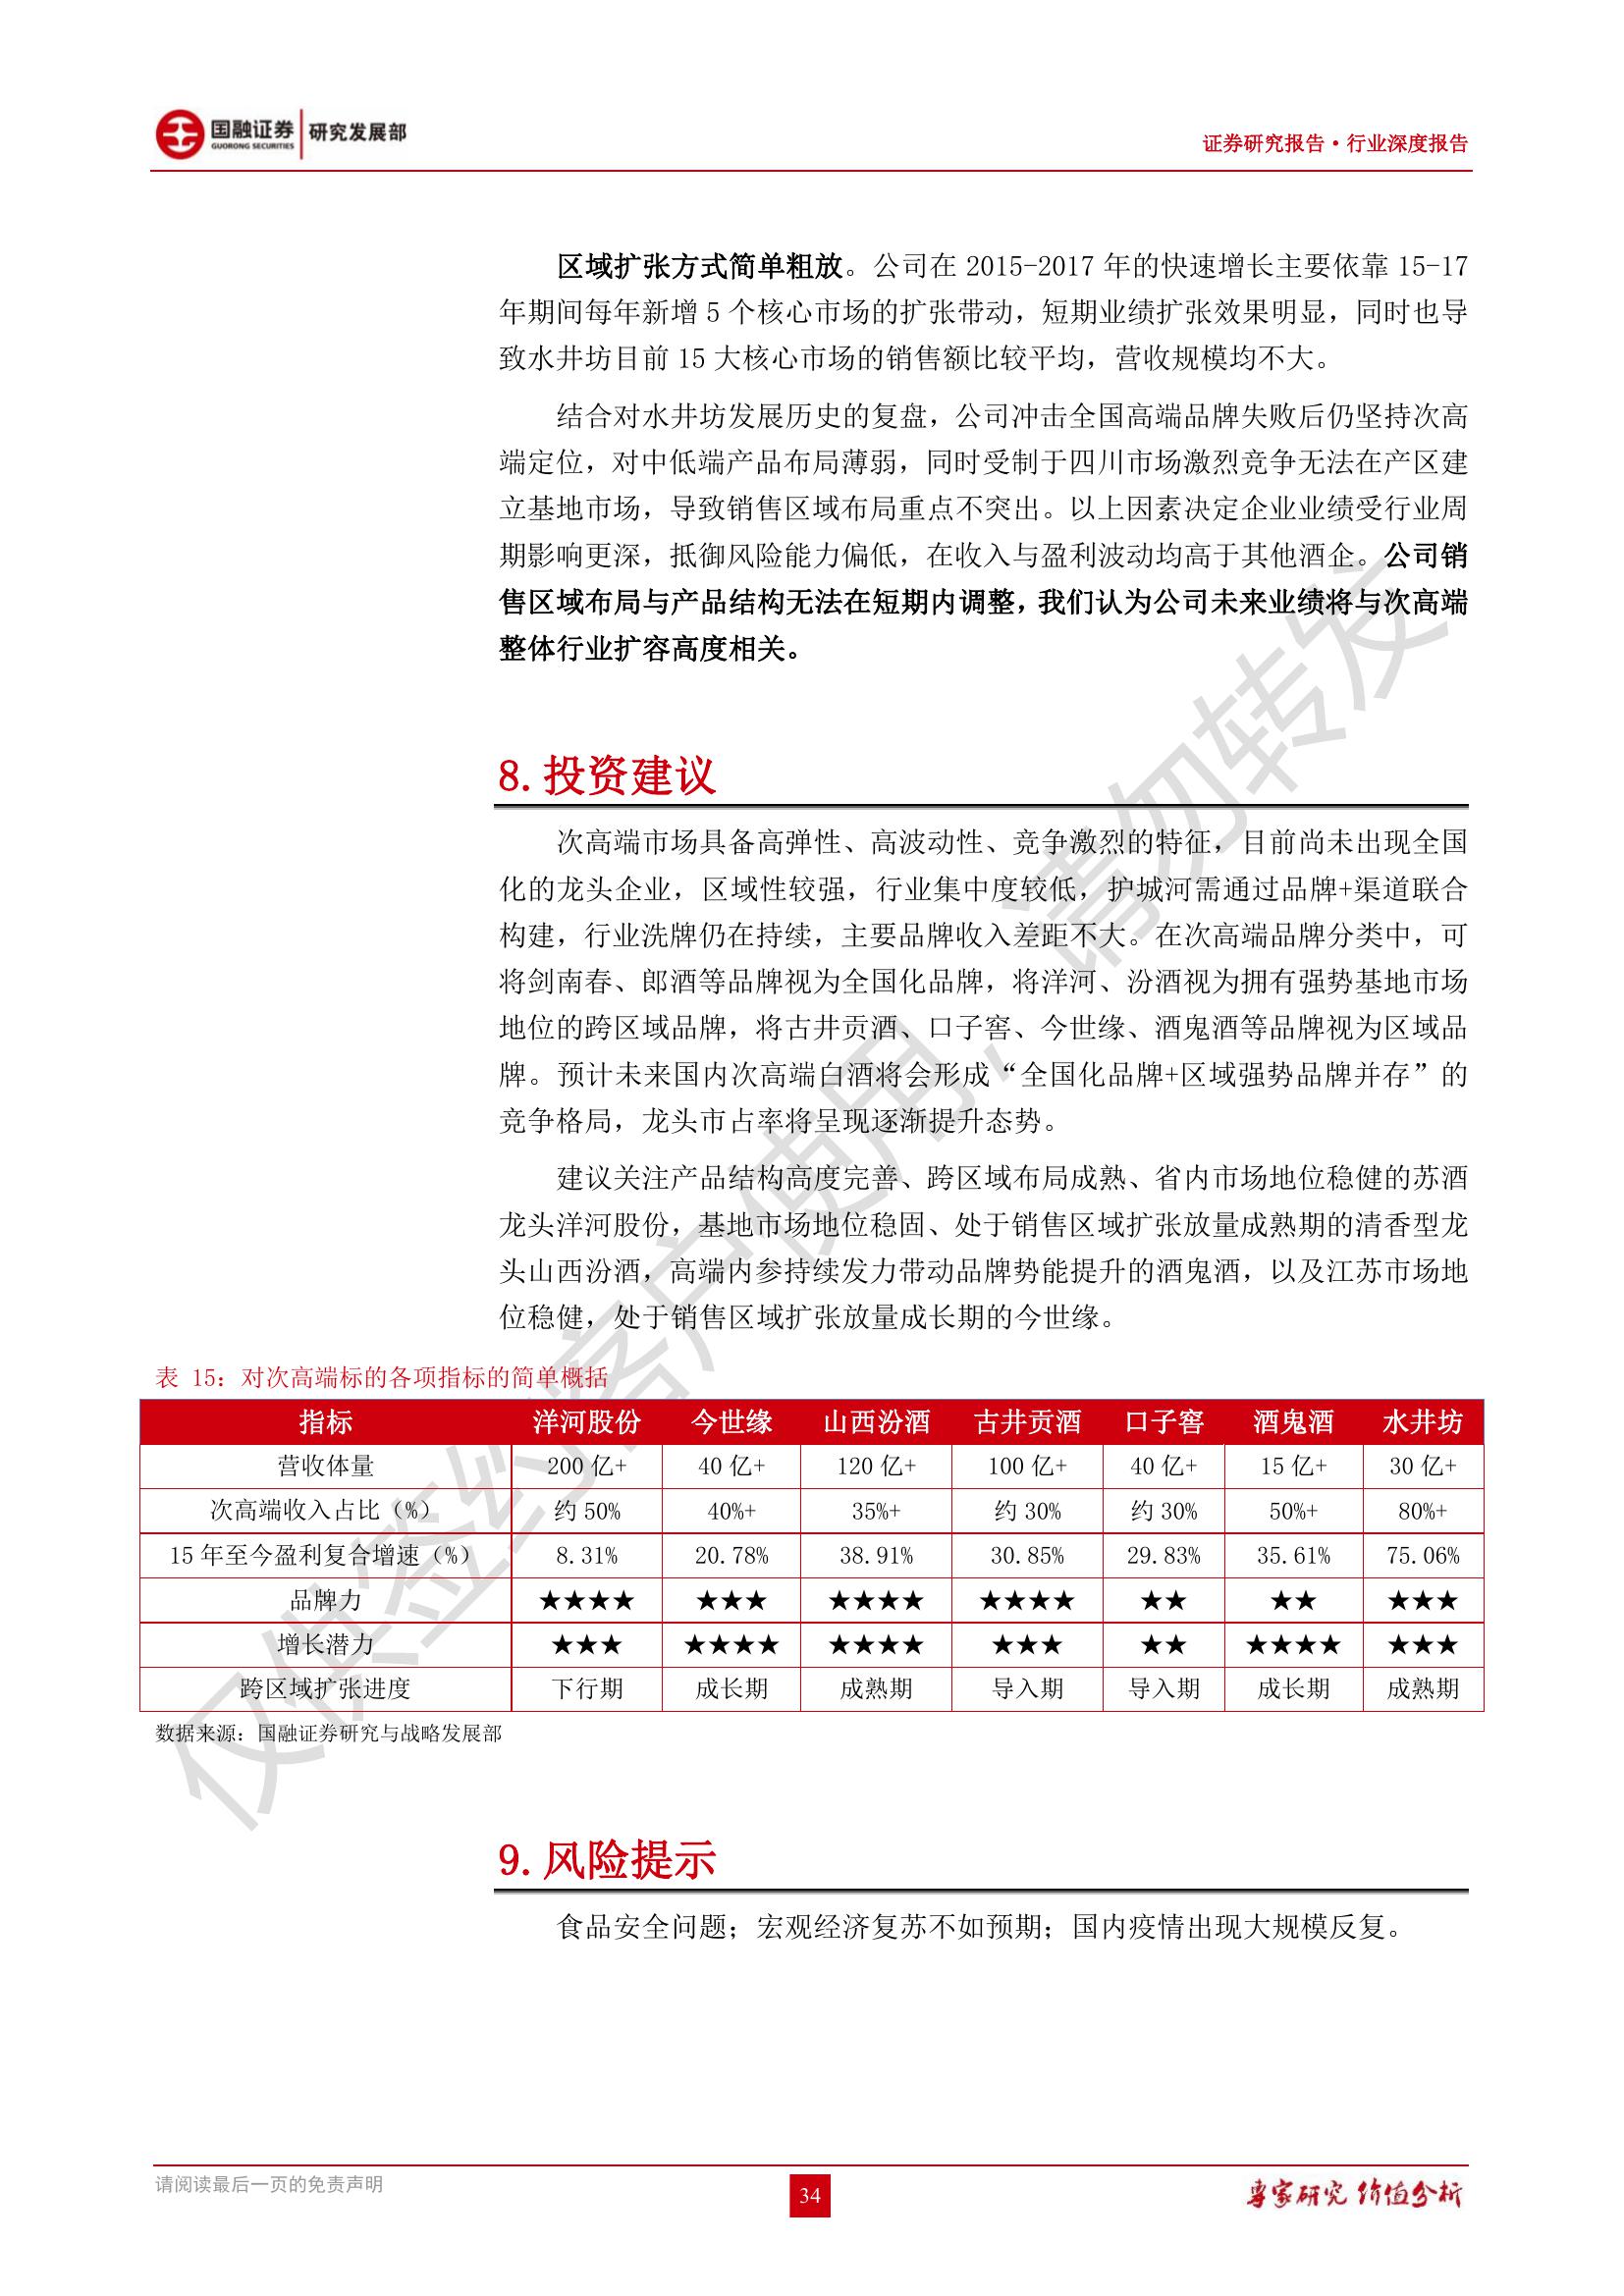 国融证券 研究发展部
GUORONG SECURITIES
证券研究报告·行业深度报告
区域扩张方式简单粗放。公司在 2015-2017 年的快速增长主要依靠 15-17
年期间每年新增 5 个核心市场的扩张带动，短期业绩扩张效果明显，同时也导
致水井坊目前 15 大核心市场的销售额比较平均，营收规模均不大。
结合对水井坊发展历史的复盘，公司冲击全国高端品牌失败后仍坚持次高
端定位，对中低端产品布局薄弱，同时受制于四川市场激烈竞争无法在产区建
立基地市场，导致销售区域布局重点不突出。以上因素决定企业业绩受行业周
期影响更深，抵御风险能力偏低，在收入与盈利波动均高于其他酒企。公司销
售区域布局与产品结构无法在短期内调整，我们认为公司未来业绩将与次高端
整体行业扩容高度相关。
8. 投资建议
次高端市场具备高弹性、高波动性、竞争激烈的特征，目前尚未出现全国
化的龙头企业，区域性较强，行业集中度较低，护城河需通过品牌+渠道联合
构建，行业洗牌仍在持续，主要品牌收入差距不大。在次高端品牌分类中，可
将剑南春、郎酒等品牌视为全国化品牌，将洋河、汾酒视为拥有强势基地市场
地位的跨区域品牌，将古井贡酒、口子窖、今世缘、酒鬼酒等品牌视为区域品
牌。预计未来国内次高端白酒将会形成“全国化品牌+区域强势品牌并存”的
竞争格局，龙头市占率将呈现逐渐提升态势。
建议关注产品结构高度完善、跨区域布局成熟、省内市场地位稳健的苏酒
龙头洋河股份，基地市场地位稳固、处于销售区域扩张放量成熟期的清香型龙
头山西汾酒，高端内参持续发力带动品牌势能提升的酒鬼酒，以及江苏市场地
位稳健，处于销售区域扩张放量成长期的今世缘。
表 15：对次高端标的各项指标的简单概括
指标 洋河股份 今世缘 山西汾酒 古井贡酒 口子窖 酒鬼酒 水井坊
营收体量 200 亿+ 40 亿+ 120 亿+ 100 亿+ 40 亿+ 15 亿+ 30 亿+
次高端收入占比（%） 约 50% 40%+ 35%+ 约 30% 约 30% 50%+ 80%+
15 年至今盈利复合增速（%） 8.31% 20.78% 38.91% 30.85% 29.83% 35.61% 75.06%
品牌力 ★★★★ ★★★ ★★★★ ★★★★ ★★ ★★ ★★★
增长潜力 ★★★ ★★★★ ★★★★ ★★★ ★★ ★★★★ ★★★
跨区域扩张进度 下行期 成长期 成熟期 导入期 导入期 成长期 成熟期
数据来源：国融证券研究与战略发展部
9. 风险提示
食品安全问题；宏观经济复苏不如预期；国内疫情出现大规模反复。
请阅读最后一页的免责声明
34
专家研究 价值分析
仅供签约客户使用，请勿转发